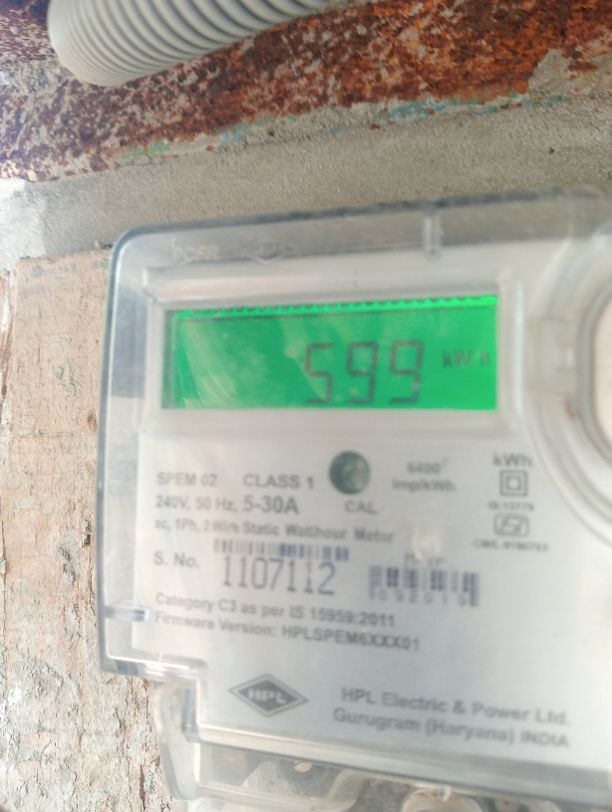 599 kWh
SPEM 02 CLASS 1 6400 imp/kWh kWh
240V, 50 Hz, 5-30A CAL
ac, 1Ph, 2Wire Static Watthour Meter
S. No. 1107112 092019
Category C3 as per IS 15959:2011
Firmware Version: HPLSPEM6XXX01
HPL
HPL Electric & Power Ltd.
Gurugram (Haryana) INDIA